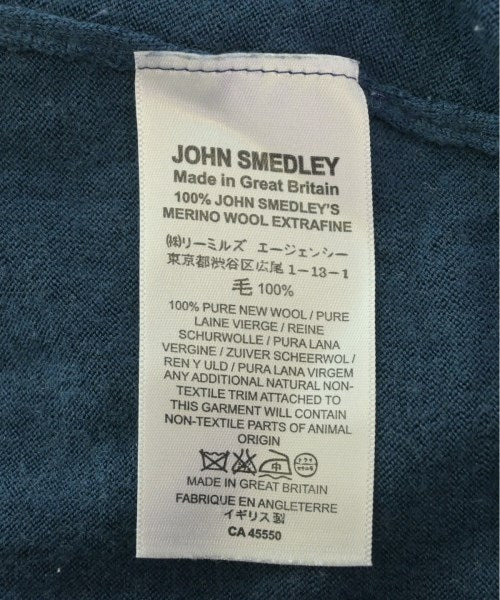 JOHN SMEDLEY
Made in Great Britain
100% JOHN SMEDLEY'S
MERINO WOOL EXTRAFINE
㈱リーミルズ エージェンシー
東京都渋谷区広尾 1-13-1
毛 100%
100% PURE NEW WOOL / PURE
LAINE VIERGE / REINE
SCHURWOLLE / PURA LANA
VERGINE / ZUIVER SCHEERWOL /
REN Y ULD / PURA LANA VIRGEM
ANY ADDITIONAL NATURAL NON-
TEXTILE TRIM ATTACHED TO
THIS GARMENT WILL CONTAIN
NON-TEXTILE PARTS OF ANIMAL
ORIGIN
中 ドライ
MADE IN GREAT BRITAIN
FABRIQUE EN ANGLETERRE
イギリス製
CA 45550